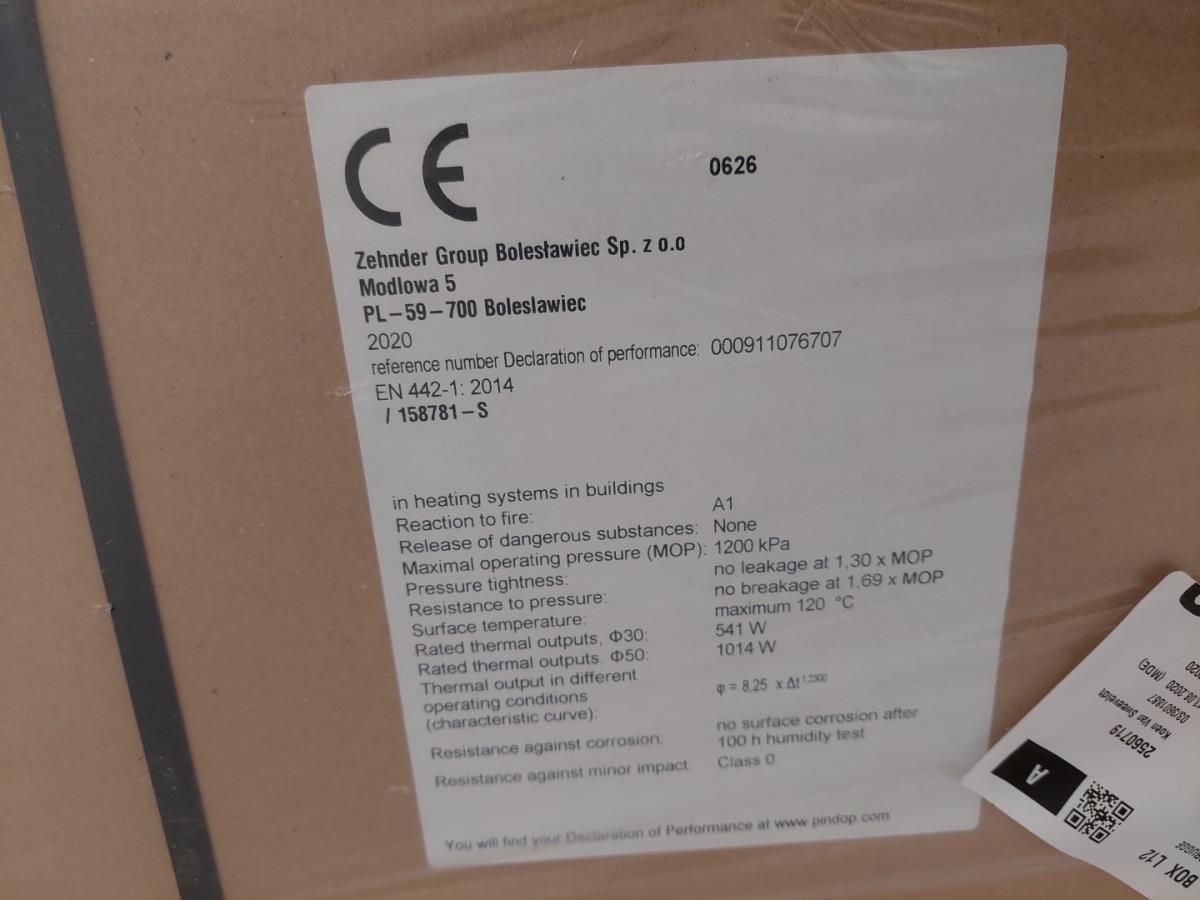 CE
0626
Zehnder Group Bolesławiec Sp. z o.o
Modlowa 5
PL-59-700 Boleslawiec
2020
reference number Declaration of performance: 000911076707
EN 442-1: 2014
/ 158781-S
in heating systems in buildings
Reaction to fire: A1
Release of dangerous substances: None
Maximal operating pressure (MOP): 1200 kPa
Pressure tightness: no leakage at 1,30 x MOP
Resistance to pressure: no breakage at 1,69 x MOP
Surface temperature: maximum 120 °C
Rated thermal outputs, Φ30: 541 W
Rated thermal outputs, Φ50: 1014 W
Thermal output in different
operating conditions
(characteristic curve): φ = 8,25 x Δt 1,2300
Resistance against corrosion: no surface corrosion after
100 h humidity test
Resistance against minor impact: Class 0
You will find your Declaration of Performance at www.pindop.com
BOX L12
A
2560719
Koen Van
(MDE)